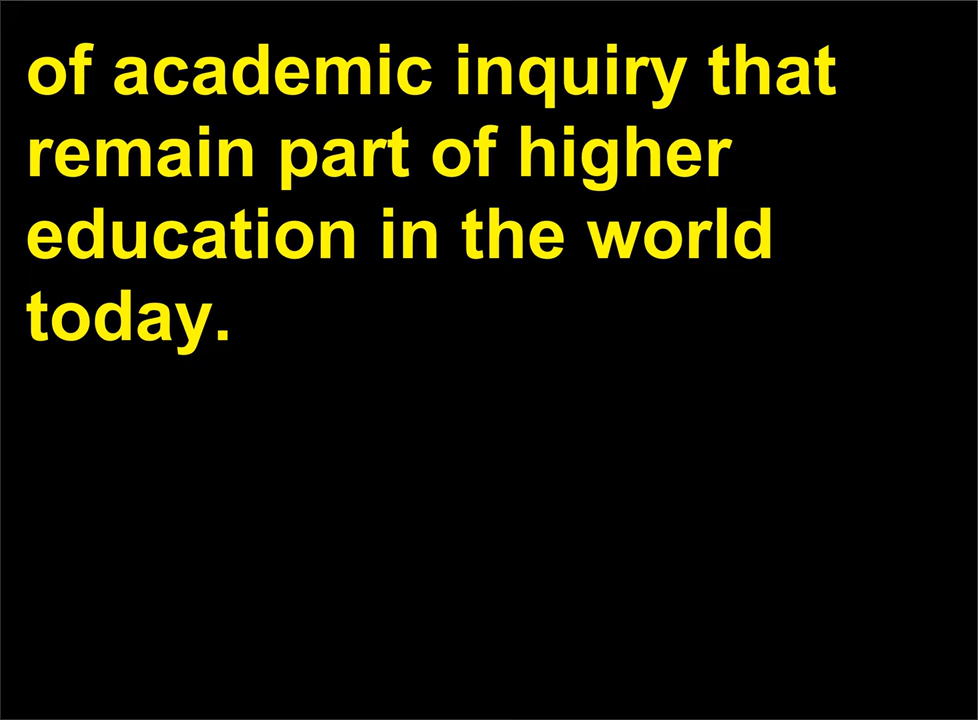 of academic inquiry that
remain part of higher
education in the world
today.